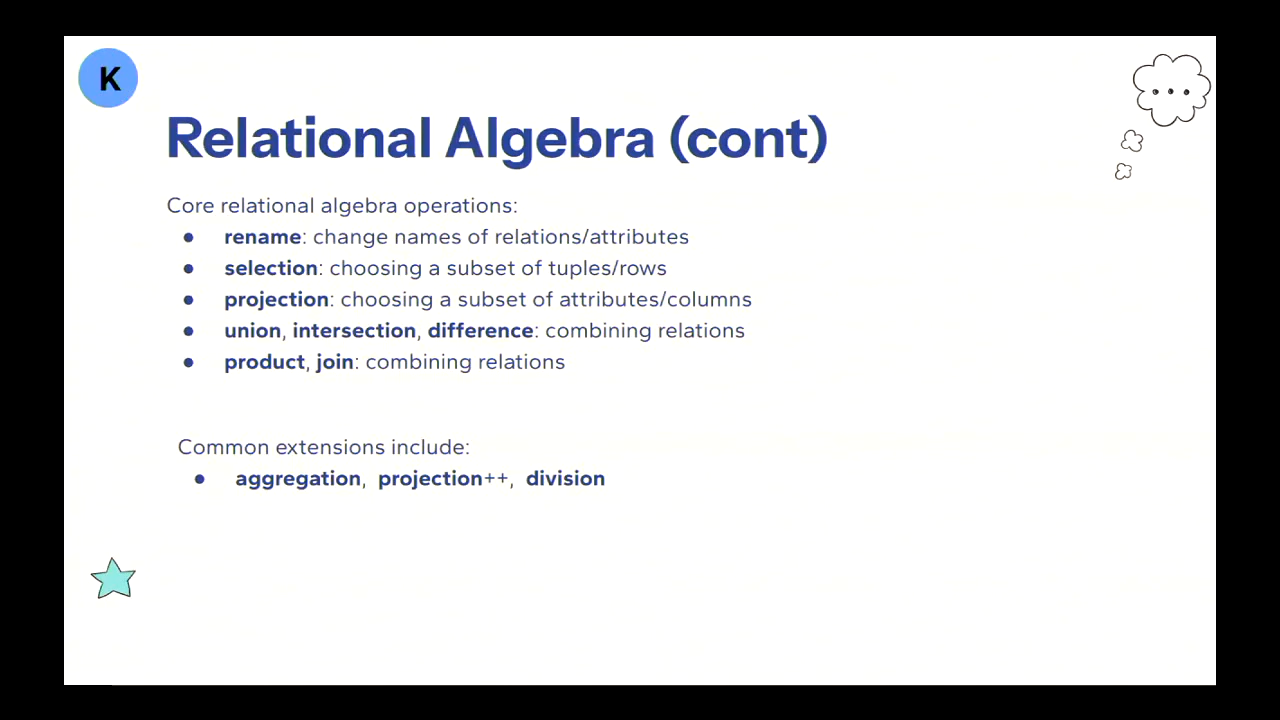 K
Relational Algebra (cont)
Core relational algebra operations:
● rename: change names of relations/attributes
● selection: choosing a subset of tuples/rows
● projection: choosing a subset of attributes/columns
● union, intersection, difference: combining relations
● product, join: combining relations
Common extensions include:
● aggregation, projection++, division